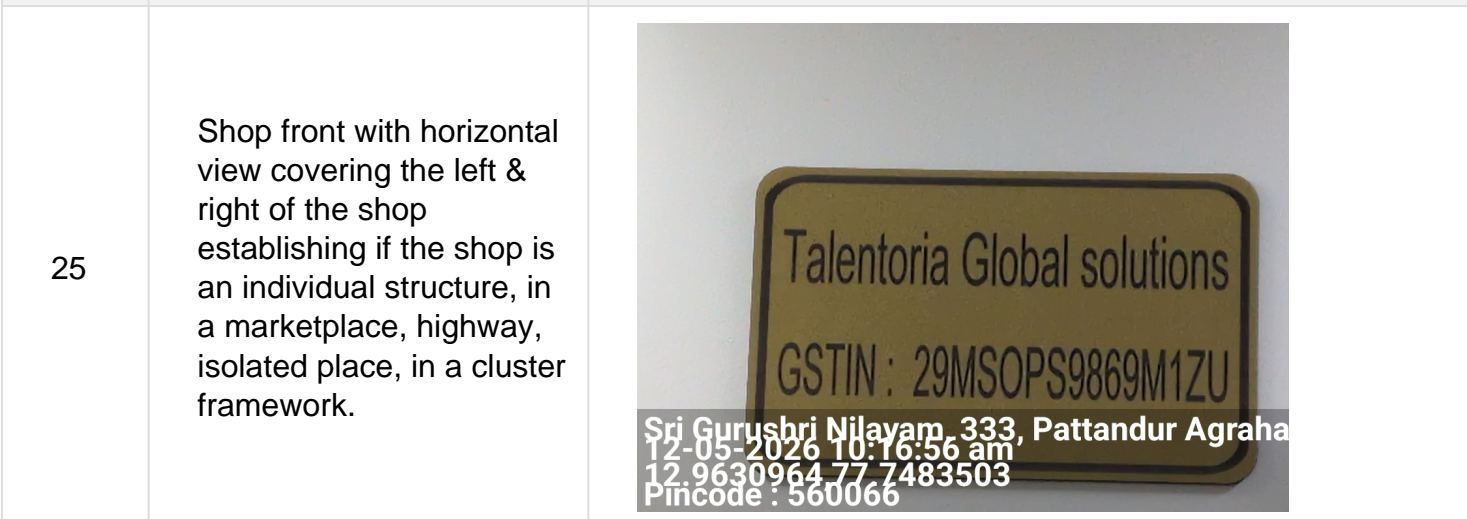 25
Shop front with horizontal
view covering the left &
right of the shop
establishing if the shop is
an individual structure, in
a marketplace, highway,
isolated place, in a cluster
framework.
Talentoria Global solutions
GSTIN : 29MSOPS9869M1ZU
Sri Gurushri Nilayam, 333, Pattandur Agraha
12-05-2026 10:16:56 am
12.9630964,77.7483503
Pincode : 560066